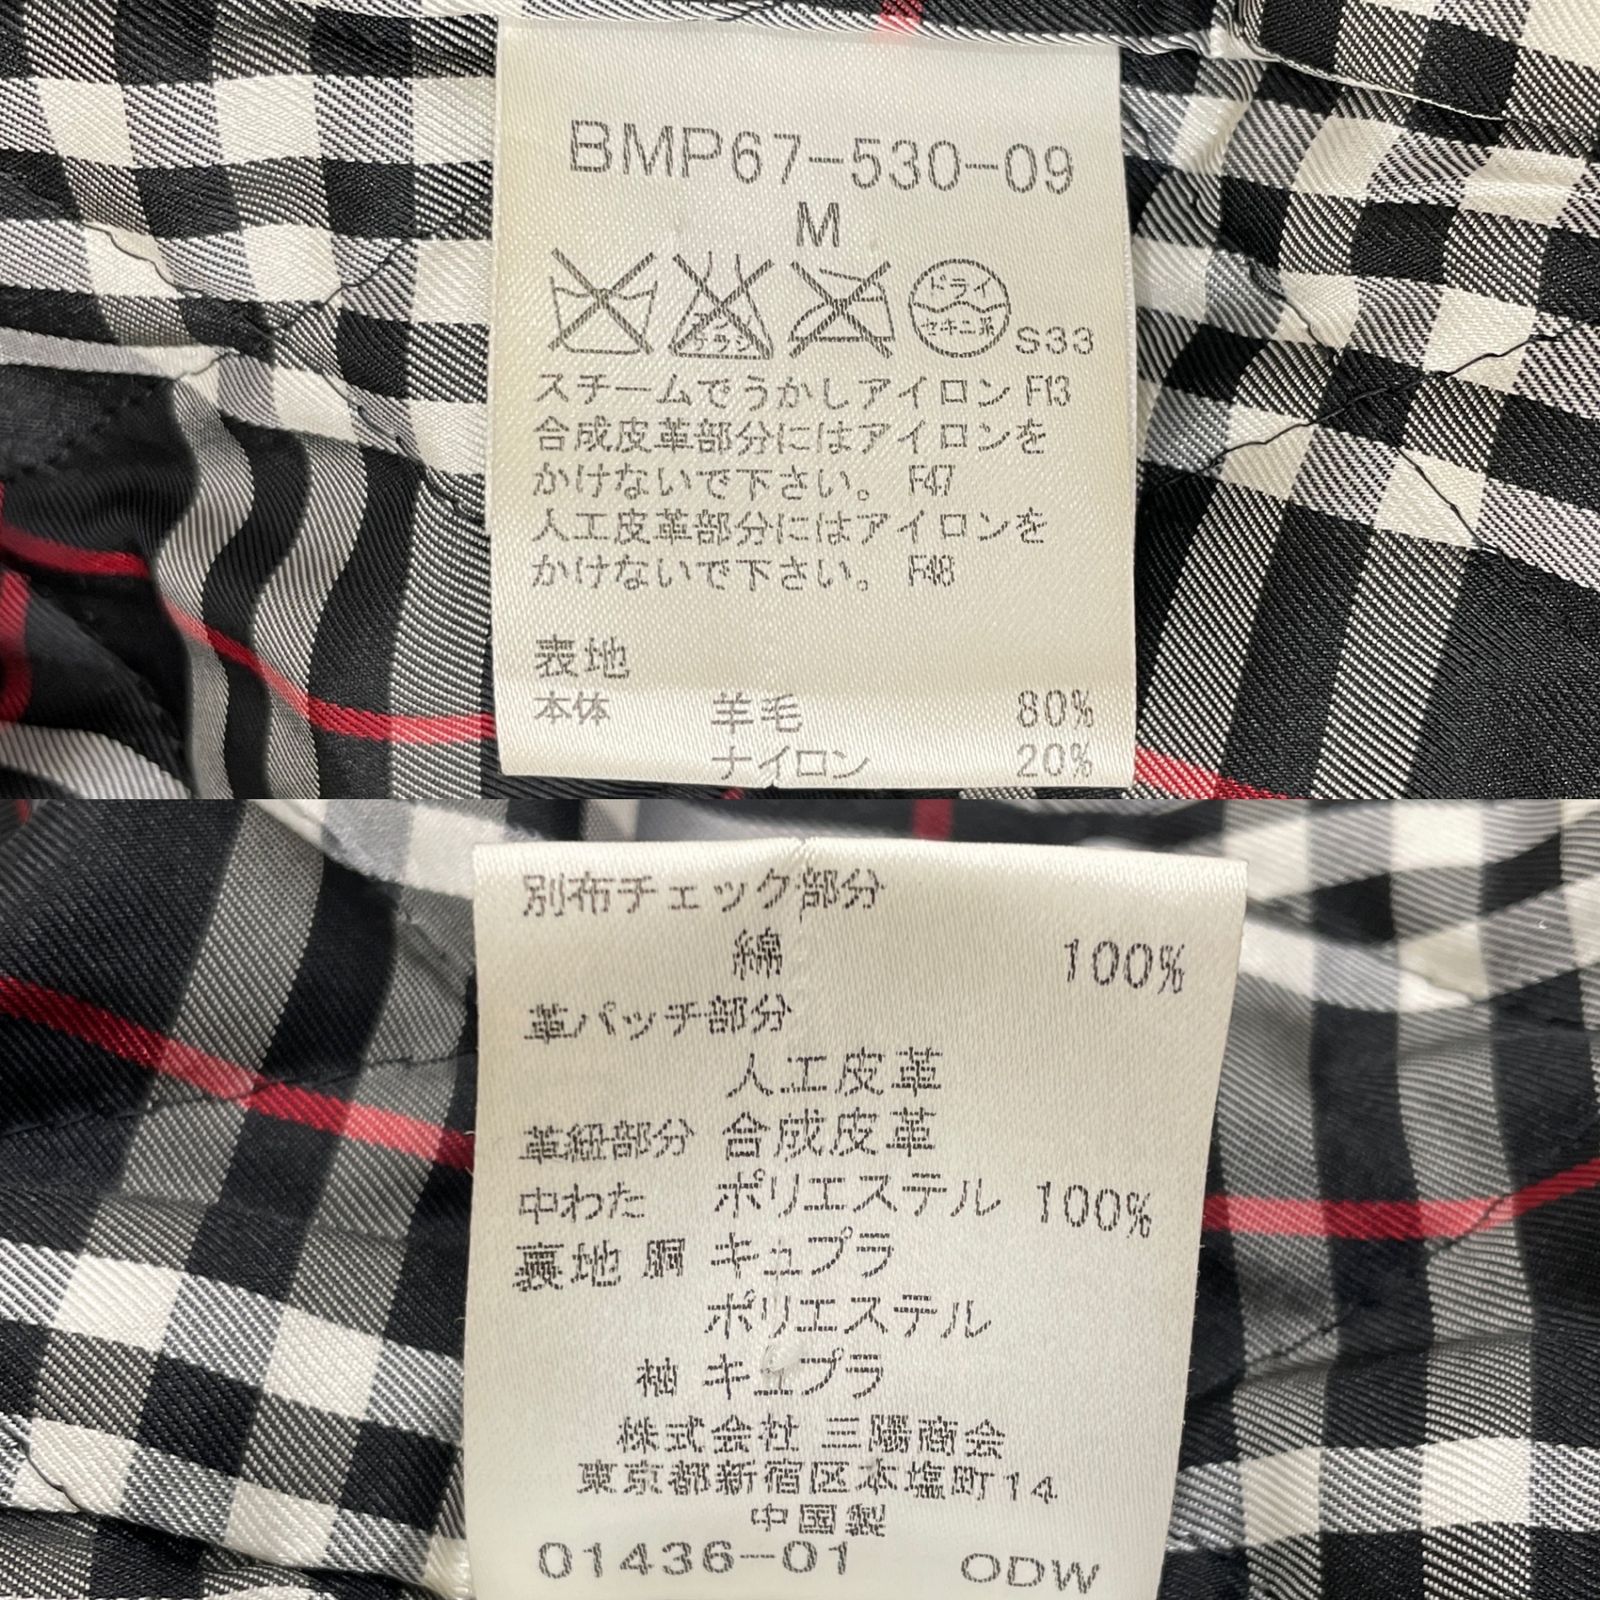 BMP67-530-09
M
エンソ
サラシ
ドライ
セキユ系
S33
スチームでうかしアイロン F13
合成皮革部分にはアイロンを
かけないで下さい。 F47
人工皮革部分にはアイロンを
かけないで下さい。 F48
表地
本体 羊毛 80%
ナイロン 20%
別布チェック部分
綿 100%
革パッチ部分
人工皮革
革紐部分 合成皮革
中わた ポリエステル 100%
裏地 胴 キュプラ
ポリエステル
袖 キュプラ
株式会社 三陽商会
東京都新宿区本塩町14
中国製
01436-01 ODW